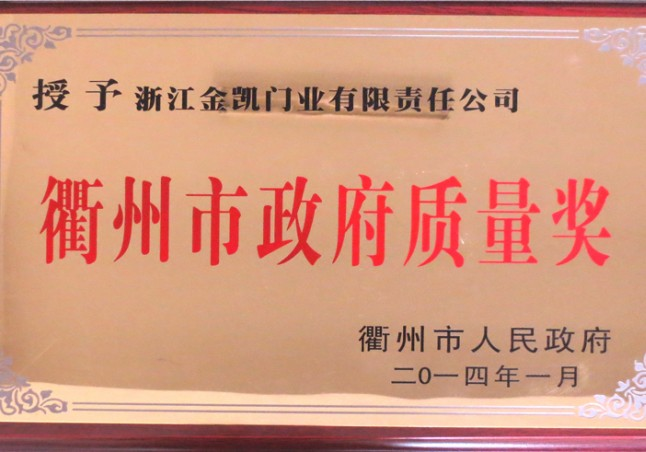 授予 浙江金凯门业有限责任公司
衢州市政府质量奖
衢州市人民政府
二0一四年一月